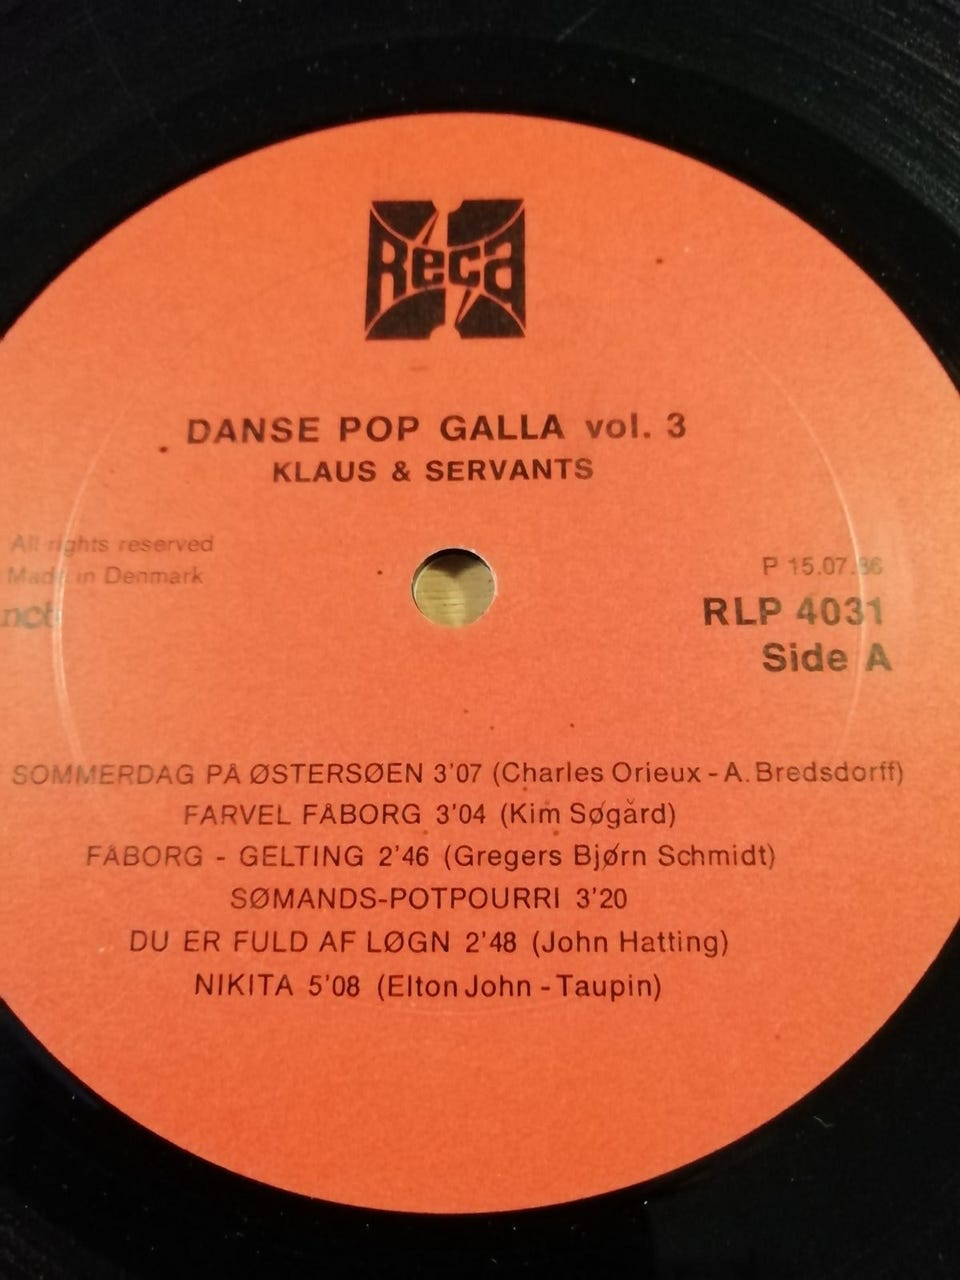 Reca
DANSE POP GALLA vol. 3
KLAUS & SERVANTS
All rights reserved
Made in Denmark
ncb
P 15.07.86
RLP 4031
Side A
SOMMERDAG PÅ ØSTERSØEN 3'07 (Charles Orieux - A. Bredsdorff)
FARVEL FÅBORG 3'04 (Kim Søgård)
FÅBORG - GELTING 2'46 (Gregers Bjørn Schmidt)
SØMANDS-POTPOURRI 3'20
DU ER FULD AF LØGN 2'48 (John Hatting)
NIKITA 5'08 (Elton John - Taupin)